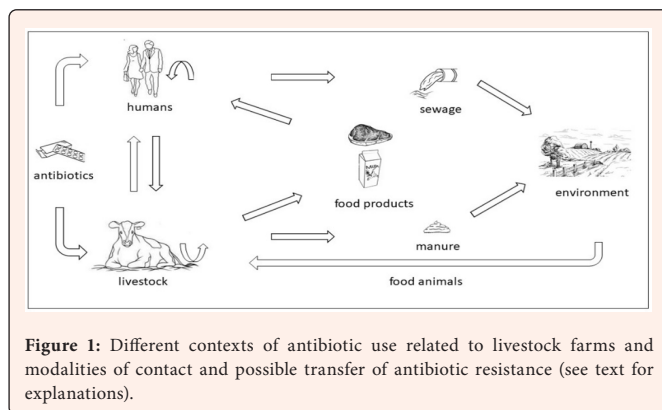 humans
sewage
antibiotics
food products
environment
manure
livestock
food animals
Figure 1: Different contexts of antibiotic use related to livestock farms and
modalities of contact and possible transfer of antibiotic resistance (see text for
explanations).